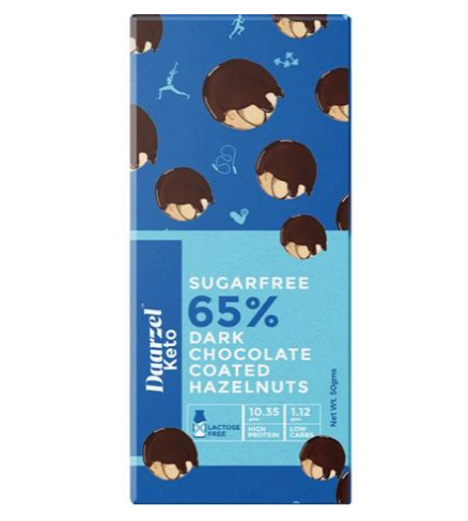 SUGARFREE
65%
DARK
CHOCOLATE
COATED
HAZELNUTS
Daarzel®
Keto
LACTOSE
FREE
10.35
gms
HIGH
PROTEIN
1.12
gms
LOW
CARBS
Net Wt. 50gms